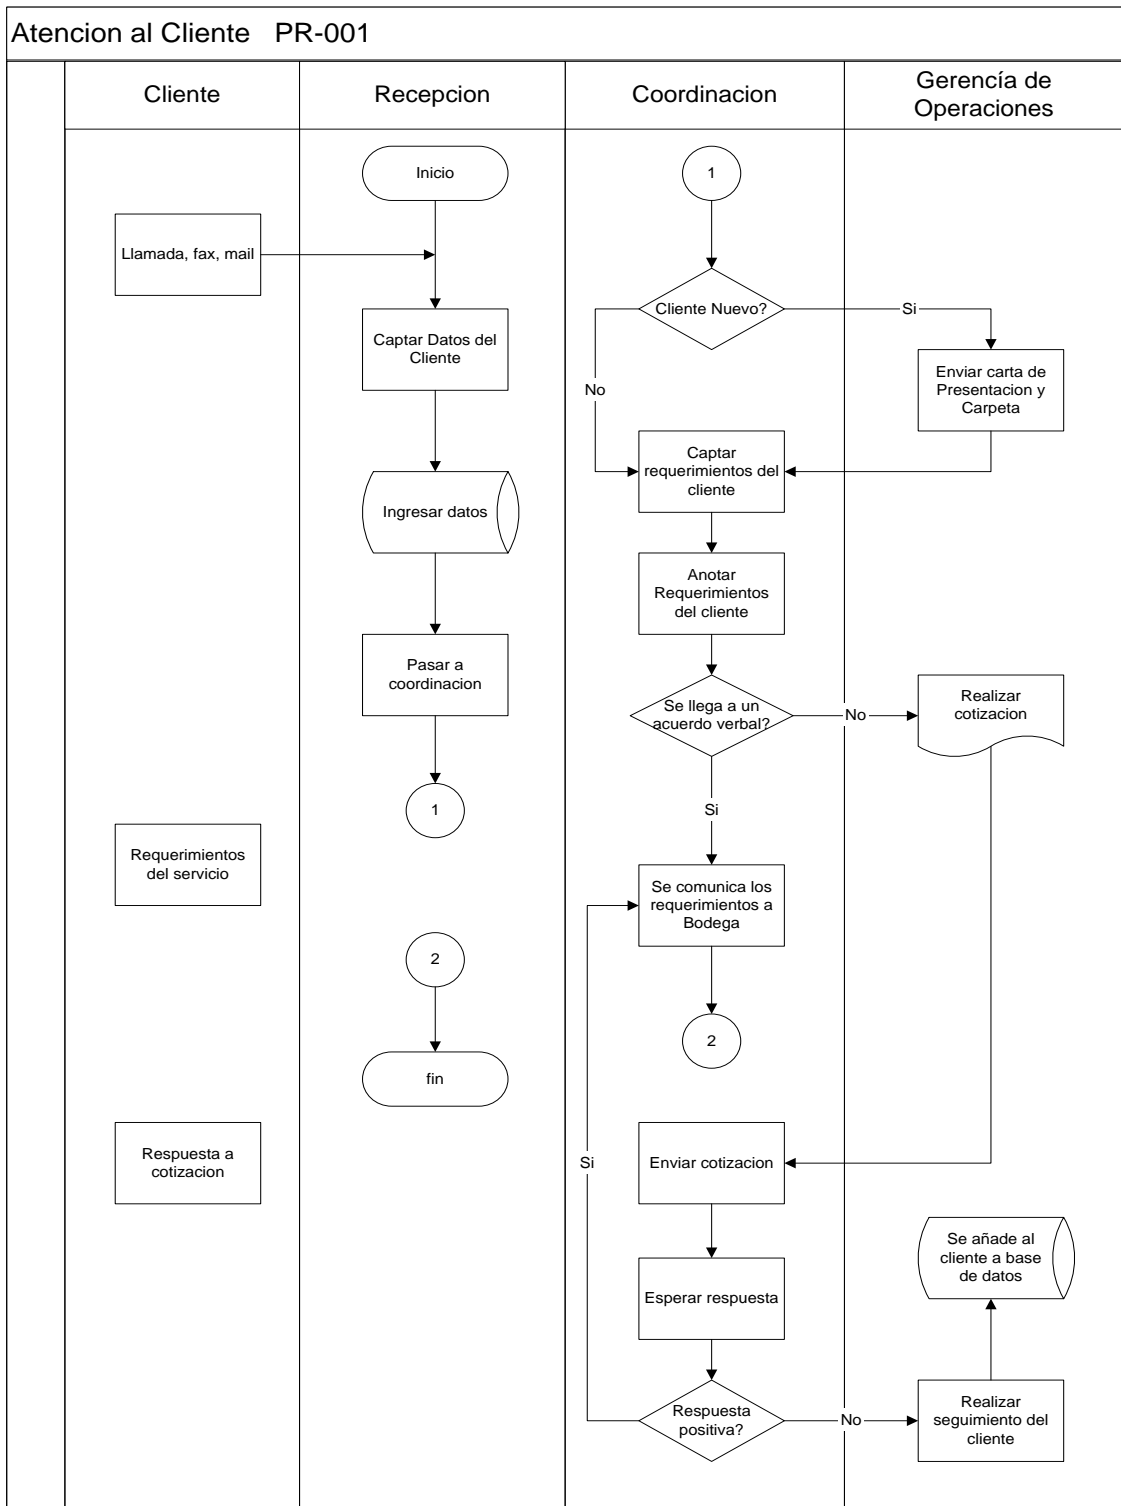 Atencion al Cliente   PR-001
Cliente
Recepcion
Coordinacion
Gerencía de
Operaciones
Inicio
1
Llamada, fax, mail
Cliente Nuevo?
Si
Captar Datos del
Cliente
Enviar carta de
Presentacion y
Carpeta
No
Captar
requerimientos del
cliente
Ingresar datos
Anotar
Requerimientos
del cliente
Pasar a
coordinacion
Se llega a un
acuerdo verbal?
No
Realizar
cotizacion
1
Si
Requerimientos
del servicio
Se comunica los
requerimientos a
Bodega
2
2
fin
Respuesta a
cotizacion
Si
Enviar cotizacion
Se añade al
cliente a base
de datos
Esperar respuesta
Respuesta
positiva?
No
Realizar
seguimiento del
cliente